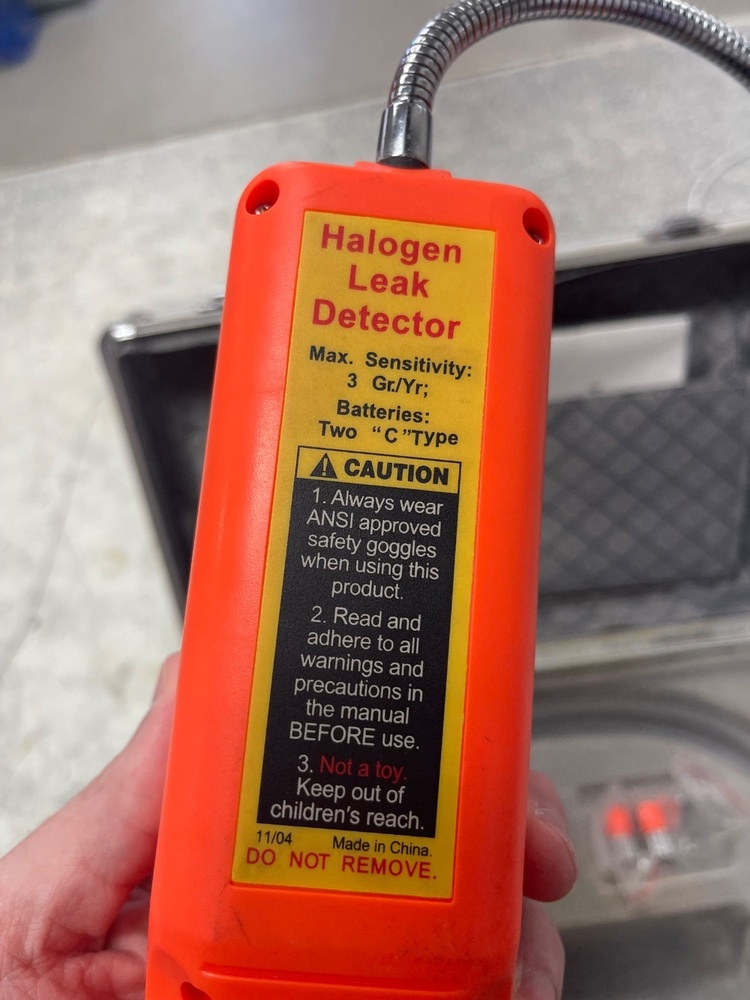 Halogen
Leak
Detector
Max. Sensitivity:
3 Gr./Yr;
Batteries:
Two “C”Type
CAUTION
1. Always wear
ANSI approved
safety goggles
when using this
product.
2. Read and
adhere to all
warnings and
precautions in
the manual
BEFORE use.
3. Not a toy.
Keep out of
children's reach.
11/04 Made in China.
DO NOT REMOVE.